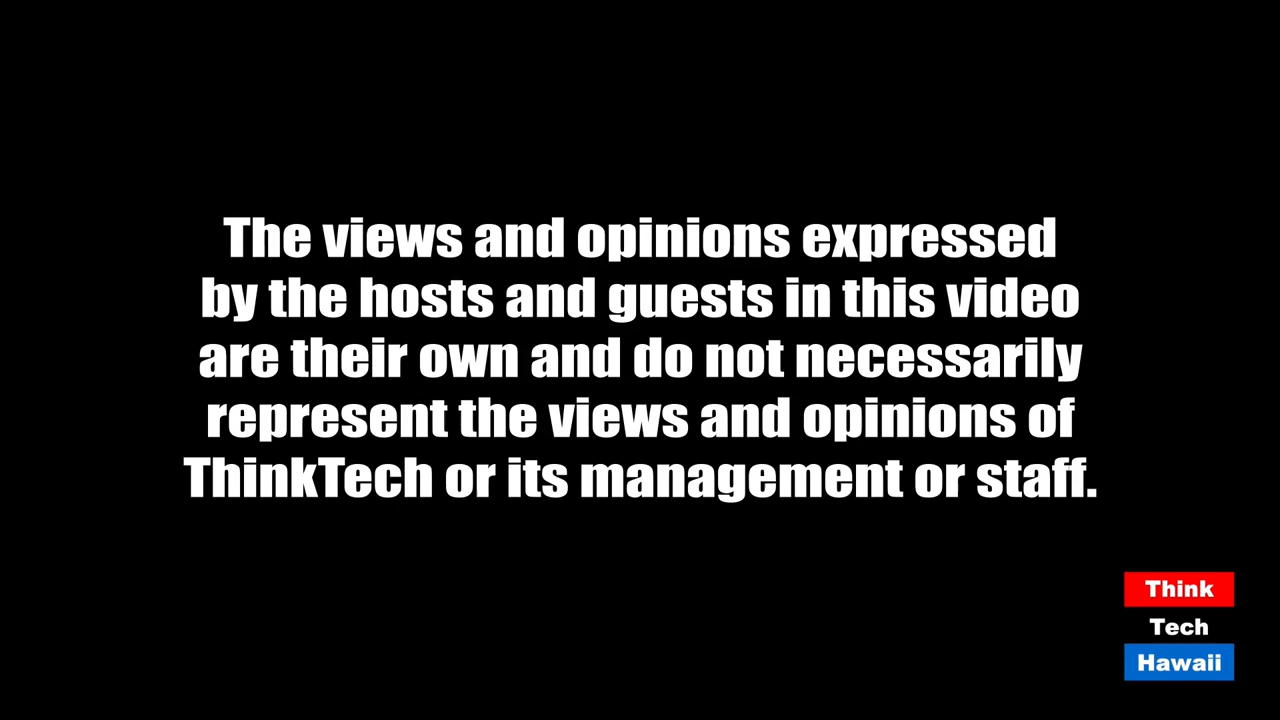 The views and opinions expressed
by the hosts and guests in this video
are their own and do not necessarily
represent the views and opinions of
ThinkTech or its management or staff.
Think
Tech
Hawaii